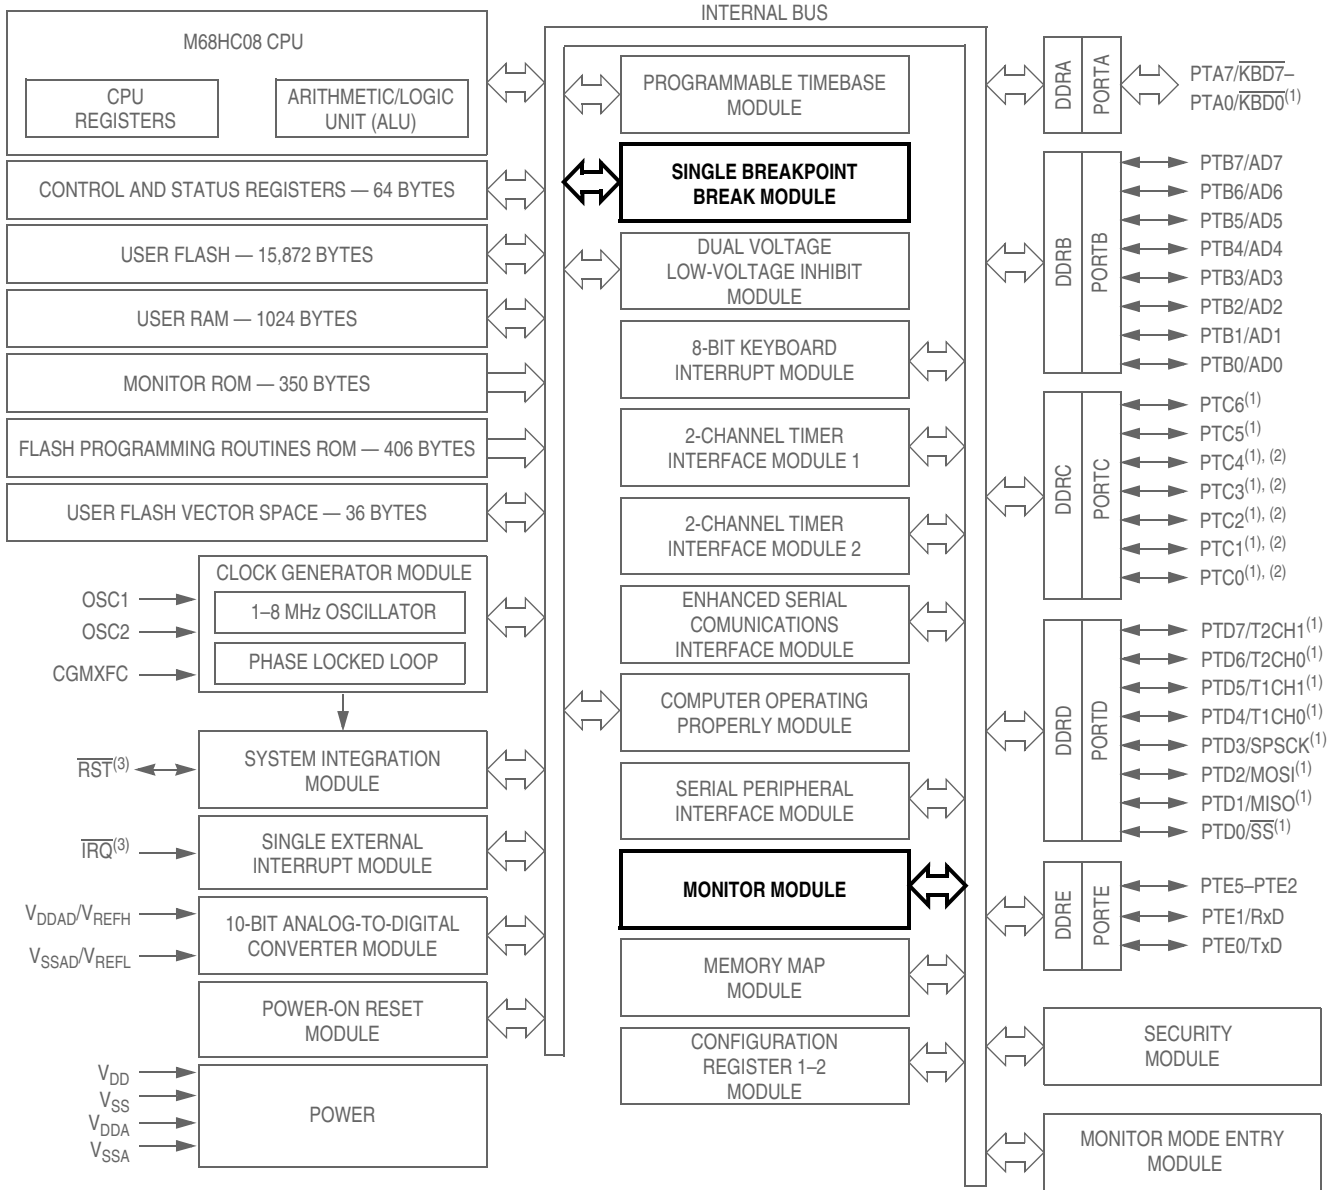 INTERNAL BUS
M68HC08 CPU
CPU
REGISTERS
ARITHMETIC/LOGIC
UNIT (ALU)
CONTROL AND STATUS REGISTERS — 64 BYTES
USER FLASH — 15,872 BYTES
USER RAM — 1024 BYTES
MONITOR ROM — 350 BYTES
FLASH PROGRAMMING ROUTINES ROM — 406 BYTES
USER FLASH VECTOR SPACE — 36 BYTES
CLOCK GENERATOR MODULE
1–8 MHz OSCILLATOR
PHASE LOCKED LOOP
OSC1
OSC2
CGMXFC
SYSTEM INTEGRATION
MODULE
RST(3)
SINGLE EXTERNAL
INTERRUPT MODULE
IRQ(3)
10-BIT ANALOG-TO-DIGITAL
CONVERTER MODULE
VDDAD/VREFH
VSSAD/VREFL
POWER-ON RESET
MODULE
POWER
VDD
VSS
VDDA
VSSA
PROGRAMMABLE TIMEBASE
MODULE
SINGLE BREAKPOINT
BREAK MODULE
DUAL VOLTAGE
LOW-VOLTAGE INHIBIT
MODULE
8-BIT KEYBOARD
INTERRUPT MODULE
2-CHANNEL TIMER
INTERFACE MODULE 1
2-CHANNEL TIMER
INTERFACE MODULE 2
ENHANCED SERIAL
COMUNICATIONS
INTERFACE MODULE
COMPUTER OPERATING
PROPERLY MODULE
SERIAL PERIPHERAL
INTERFACE MODULE
MONITOR MODULE
MEMORY MAP
MODULE
CONFIGURATION
REGISTER 1–2
MODULE
DDRA
PORTA
PTA7/KBD7–
PTA0/KBD0(1)
DDRB
PORTB
PTB7/AD7
PTB6/AD6
PTB5/AD5
PTB4/AD4
PTB3/AD3
PTB2/AD2
PTB1/AD1
PTB0/AD0
DDRC
PORTC
PTC6(1)
PTC5(1)
PTC4(1), (2)
PTC3(1), (2)
PTC2(1), (2)
PTC1(1), (2)
PTC0(1), (2)
DDRD
PORTD
PTD7/T2CH1(1)
PTD6/T2CH0(1)
PTD5/T1CH1(1)
PTD4/T1CH0(1)
PTD3/SPSCK(1)
PTD2/MOSI(1)
PTD1/MISO(1)
PTD0/SS(1)
DDRE
PORTE
PTE5–PTE2
PTE1/RxD
PTE0/TxD
SECURITY
MODULE
MONITOR MODE ENTRY
MODULE